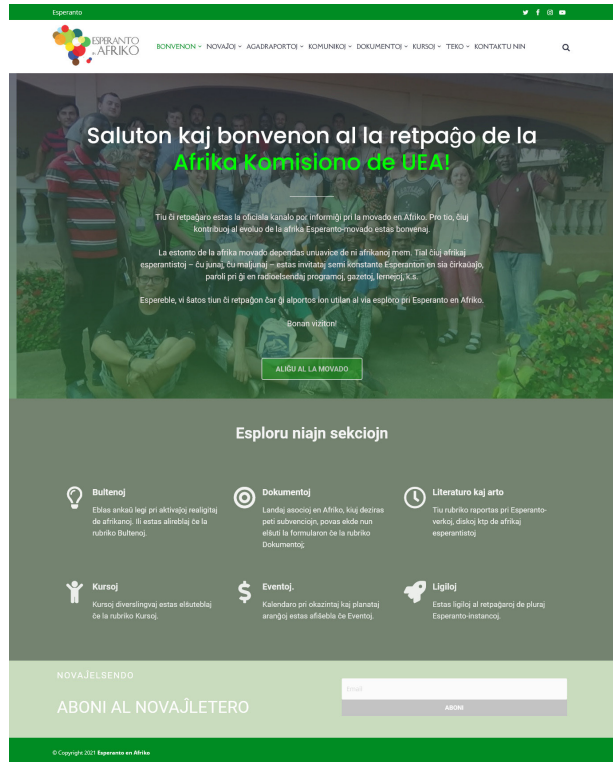 Esperanto
ESPERANTO
en AFRIKO
BONVENON NOVAĴOJ AGADRAPORTOJ KOMUNIKOJ DOKUMENTOJ KURSOJ TEKO KONTAKTU NIN
Saluton kaj bonvenon al la retpaĝo de la
Afrika Komisiono de UEA!
Tiu ĉi retpaĝaro estas la oficiala kanalo por informiĝi pri la movado en Afriko. Pro tio, ĉiuj
kontribuoj al evoluo de la afrika Esperanto-movado estas bonvenaj.
La estonto de la afrika movado dependas unuavice de ni afrikanoj mem. Tial ĉiuj afrikaj
esperantistoj – ĉu junaj, ĉu maljunaj – estas invitataj semi konstante Esperanton en sia ĉirkaŭaĵo,
paroli pri ĝi en radioelsendaj programoj, gazetoj, lernejoj, k.s.
Espereble, vi ŝatos tiun ĉi retpaĝon ĉar ĝi alportos ion utilan al via esploro pri Esperanto en Afriko.
Bonan viziton!
ALIĜU AL LA MOVADO
Esploru niajn sekciojn
Bultenoj
Eblas ankaŭ legi pri aktivaĵoj realigitaj
de afrikanoj. Ili estas alireblaj ĉe la
rubriko Bultenoj.
Dokumentoj
Landaj asocioj en Afriko, kiuj deziras
peti subvenciojn, povas ekde nun
elŝuti la formularon ĉe la rubriko
Dokumentoj;
Literaturo kaj arto
Tiu rubriko raportas pri Esperanto-
verkoj, diskoj ktp de afrikaj
esperantistoj
Kursoj
Kursoj diverslingvaj estas elŝuteblaj
ĉe la rubriko Kursoj.
Eventoj.
Kalendaro pri okazintaj kaj planataj
aranĝoj estas afiŝebla ĉe Eventoj.
Ligiloj
Estas ligiloj al retpaĝaroj de pluraj
Esperanto-instancoj.
NOVAĴELSENDO
ABONI AL NOVAĴLETERO
email
ABONI
© Copyright 2021 Esperanto en Afriko